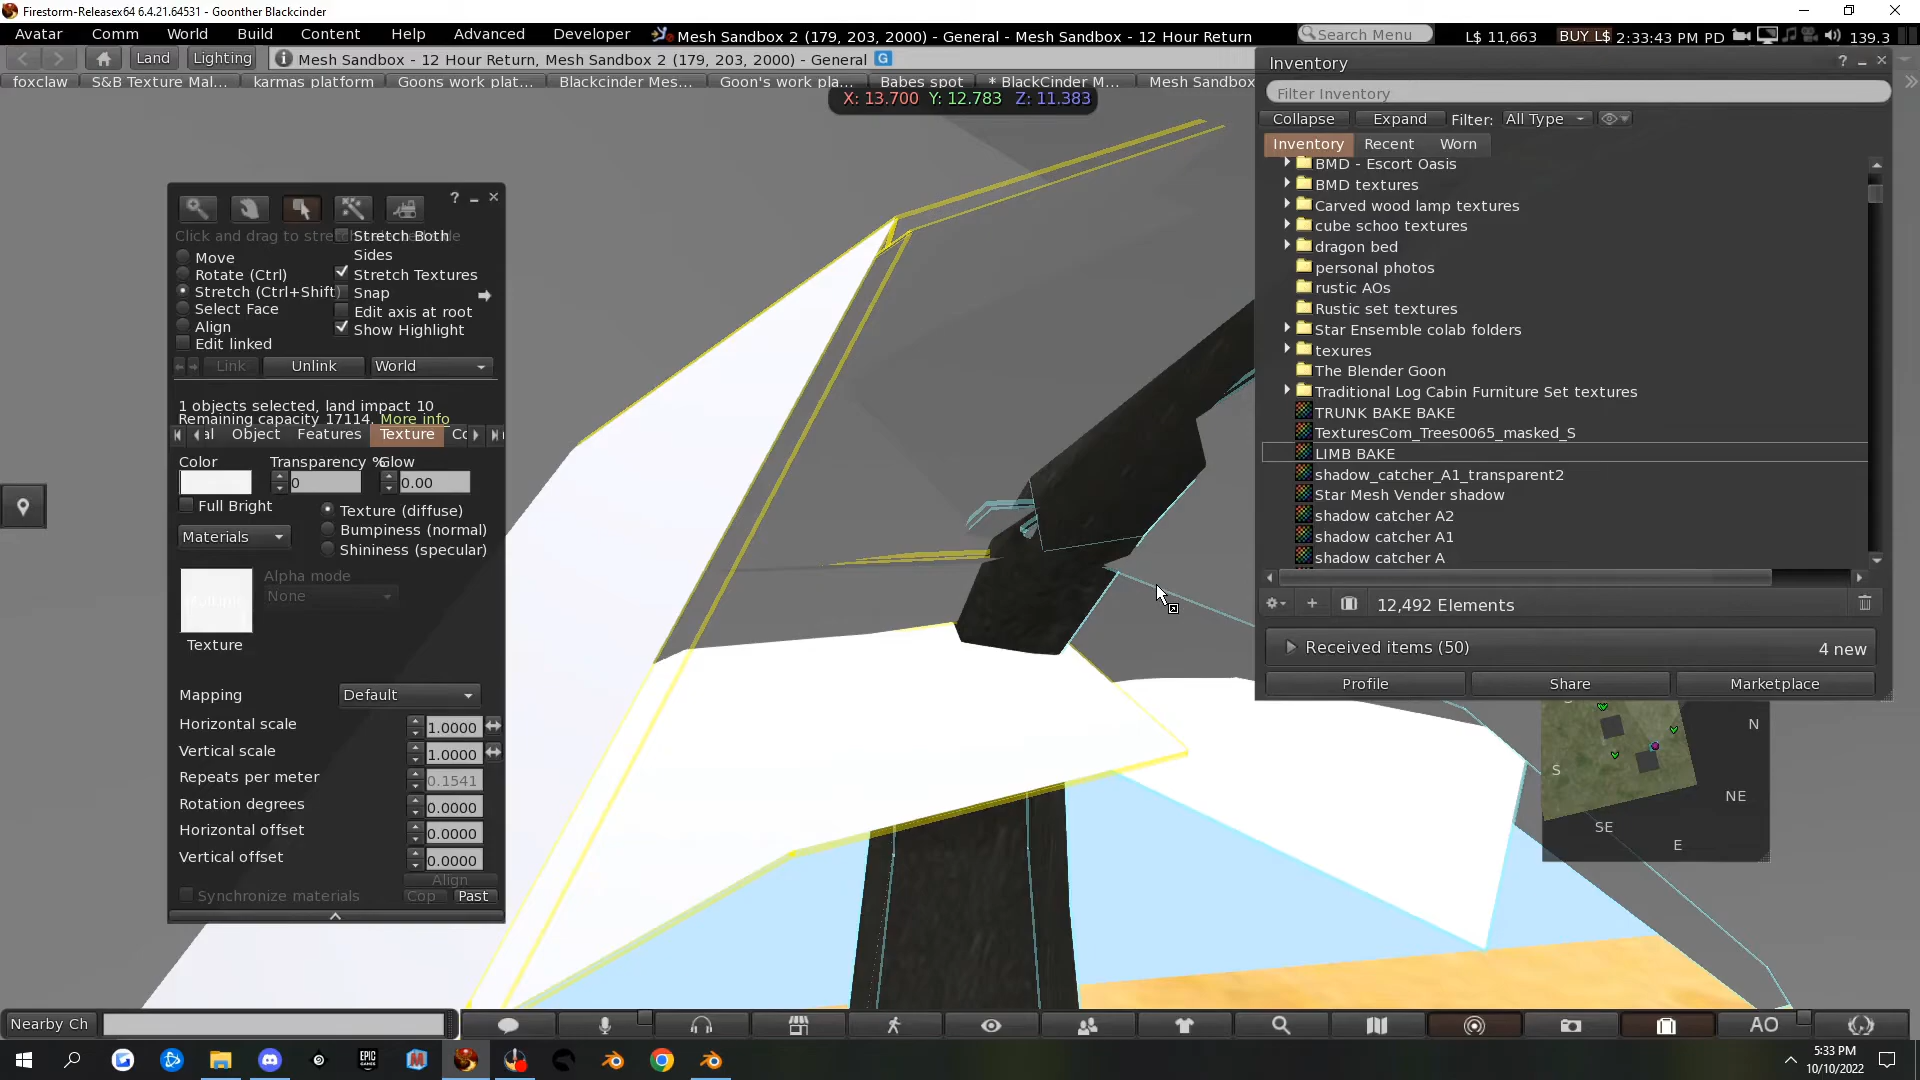 Firestorm-Releasex64 6.4.21.64531 - Goonther Blackcinder
Avatar Comm World Build Content Help Advanced Developer Mesh Sandbox 2 (179, 203, 2000) - General - Mesh Sandbox - 12 Hour Return Search Menu L$ 11,663 BUY L$ 2:33:43 PM PD 139.3
Land Lighting Mesh Sandbox - 12 Hour Return, Mesh Sandbox 2 (179, 203, 2000) - General G
foxclaw S&B Texture Mal... karmas platform Goons wolrk plat... Blackcinder Mes... Goon's work pla... Babes spot * BlackCinder M... Mesh Sandbox
X: 13.700 Y: 12.783 Z: 11.383
Inventory
Filter Inventory
Collapse Expand Filter: All Type
Inventory Recent Worn
BMD - Escort Oasis
BMD textures
Carved wood lamp textures
cube schoo textures
dragon bed
personal photos
rustic AOs
Rustic set textures
Star Ensemble colab folders
texures
The Blender Goon
Traditional Log Cabin Furniture Set textures
TRUNK BAKE BAKE
TexturesCom_Trees0065_masked_S
LIMB BAKE
shadow_catcher_A1_transparent2
Star Mesh Vender shadow
shadow catcher A2
shadow catcher A1
shadow catcher A
12,492 Elements
Received items (50) 4 new
Profile Share Marketplace
Click and drag to stret
Stretch Both
Sides
Move
Rotate (Ctrl) Stretch Textures
Stretch (Ctrl+Shift) Snap
Select Face Edit axis at root
Align Show Highlight
Edit linked
Link Unlink World
1 objects selected, land impact 10
Remaining capacity 17114. More info
al Object Features Texture Cc
Color Transparency % Glow
0 0.00
Full Bright Texture (diffuse)
Materials Bumpiness (normal)
Shininess (specular)
Alpha mode
None
Texture
Mapping Default
Horizontal scale 1.0000
Vertical scale 1.0000
Repeats per meter 0.1541
Rotation degrees 0.0000
Horizontal offset 0.0000
Vertical offset 0.0000
Align
Synchronize materials Cop Past
N
S
NE
SE
E
Nearby Ch AO
EPIC GAMES
5:33 PM
10/10/2022